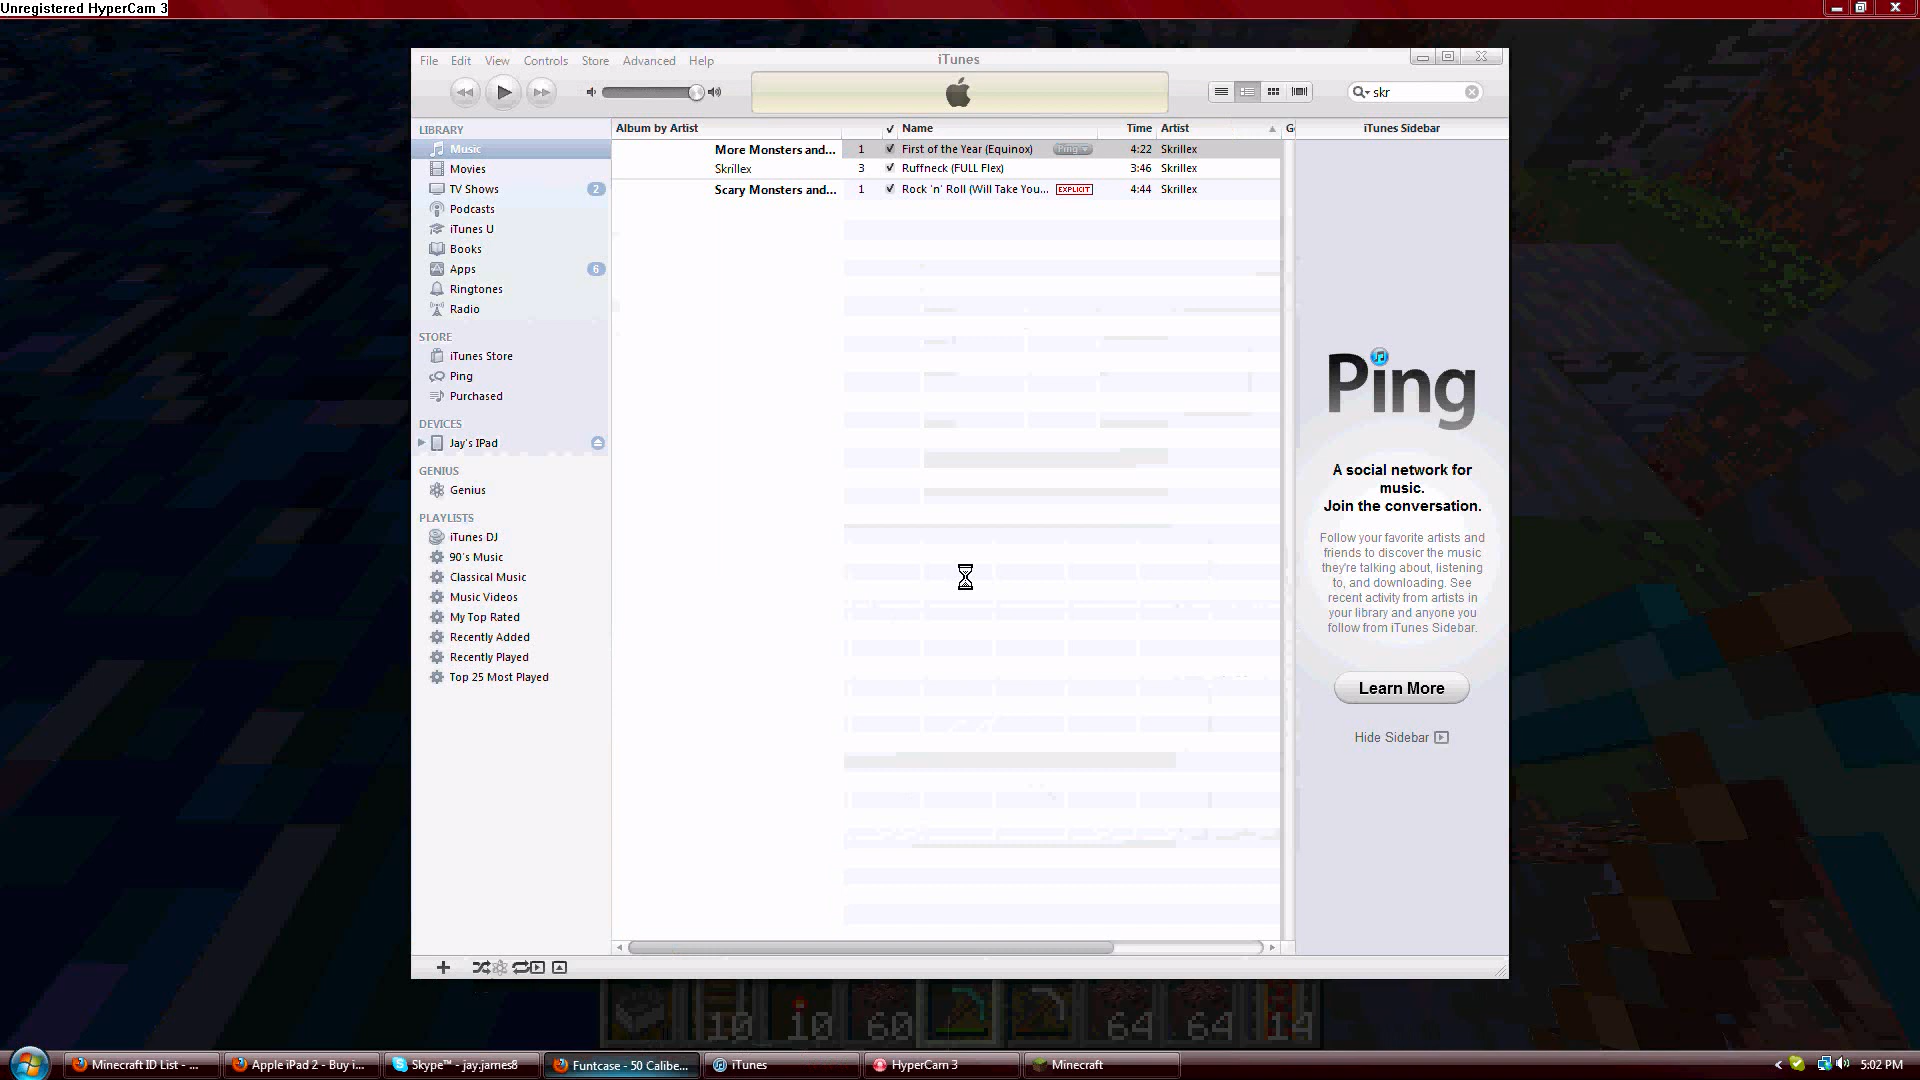 Unregistered HyperCam 3
File Edit View Controls Store Advanced Help
iTunes
skr
LIBRARY
Music
Movies
TV Shows 2
Podcasts
iTunes U
Books
Apps 6
Ringtones
Radio
STORE
iTunes Store
Ping
Purchased
DEVICES
Jay's IPad
GENIUS
Genius
PLAYLISTS
iTunes DJ
90's Music
Classical Music
Music Videos
My Top Rated
Recently Added
Recently Played
Top 25 Most Played
Album by Artist Name Time Artist G
More Monsters and... 1 First of the Year (Equinox) Ping 4:22 Skrillex
Skrillex 3 Ruffneck (FULL Flex) 3:46 Skrillex
Scary Monsters and... 1 Rock 'n' Roll (Will Take You... EXPLICIT 4:44 Skrillex
iTunes Sidebar
Ping
A social network for
music.
Join the conversation.
Follow your favorite artists and
friends to discover the music
they're talking about, listening
to, and downloading. See
recent activity from artists in
your library and anyone you
follow from iTunes Sidebar.
Learn More
Hide Sidebar
10 10 60 64 64 14
Minecraft ID List - ... Apple iPad 2 - Buy i... Skype™ - jay.james8 Funtcase - 50 Calibe... iTunes HyperCam 3 Minecraft 5:02 PM